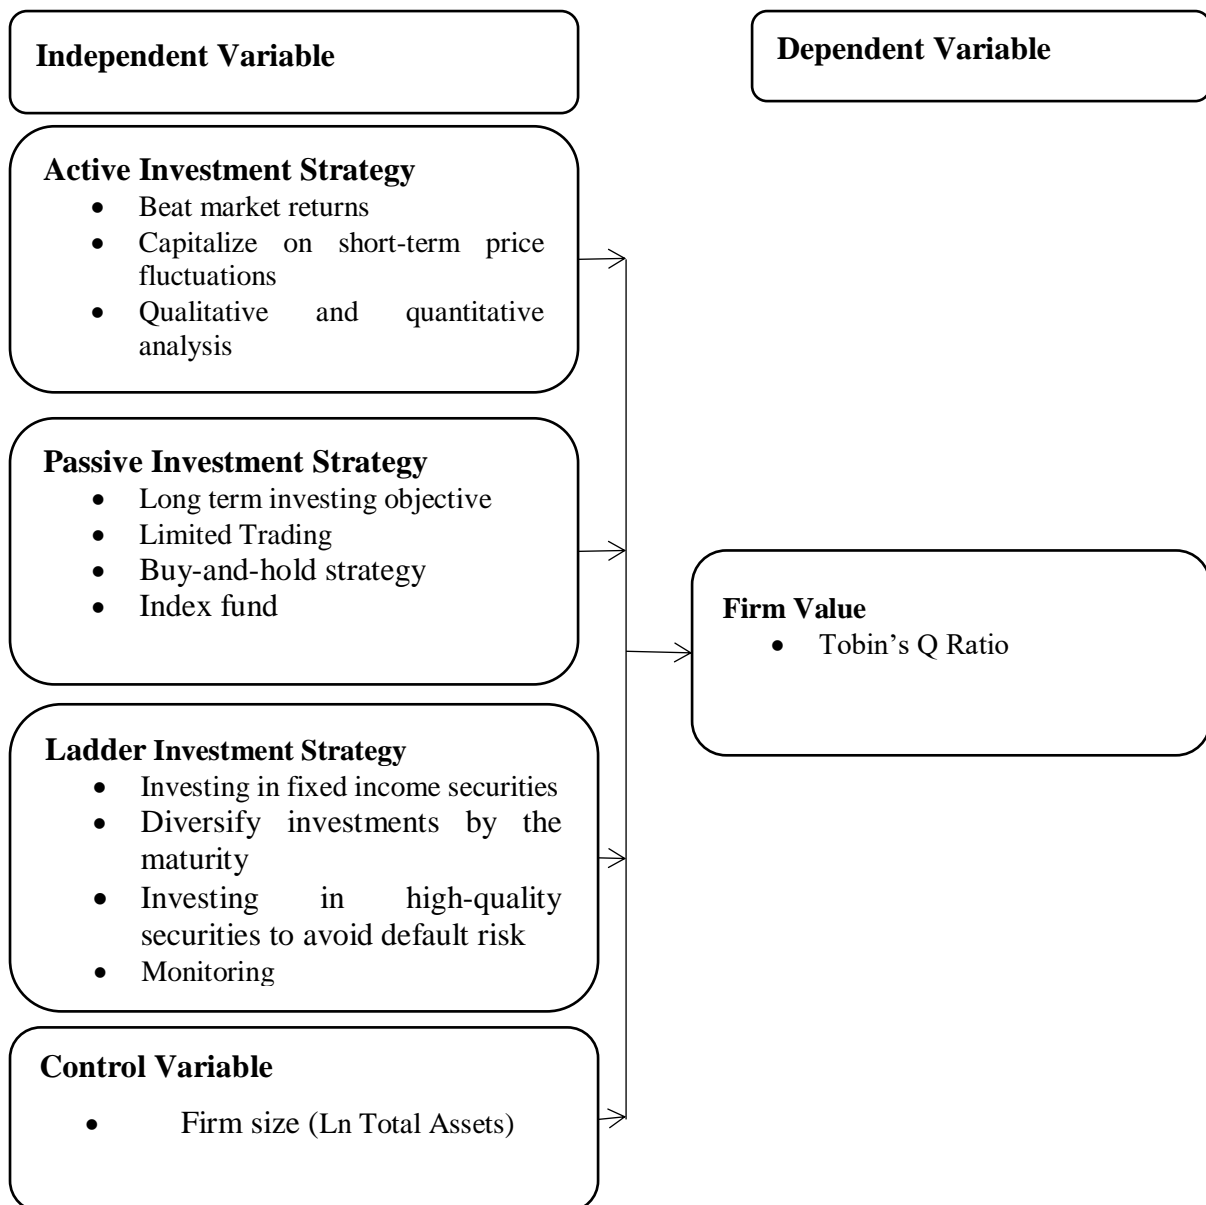 Independent Variable
Dependent Variable
Active Investment Strategy
• Beat market returns
• Capitalize on short-term price
fluctuations
• Qualitative and quantitative
analysis
Passive Investment Strategy
• Long term investing objective
• Limited Trading
• Buy-and-hold strategy
• Index fund
Firm Value
• Tobin’s Q Ratio
Ladder Investment Strategy
• Investing in fixed income securities
• Diversify investments by the
maturity
• Investing in high-quality
securities to avoid default risk
• Monitoring
Control Variable
• Firm size (Ln Total Assets)